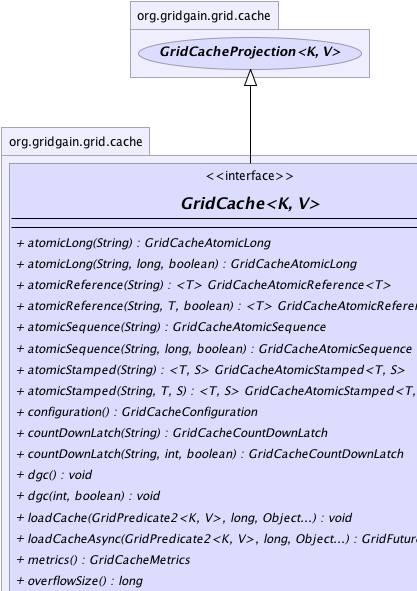 org.gridgain.grid.cache
GridCacheProjection<K, V>
org.gridgain.grid.cache
<<interface>>
GridCache<K, V>
+ atomicLong(String) : GridCacheAtomicLong
+ atomicLong(String, long, boolean) : GridCacheAtomicLong
+ atomicReference(String) : <T> GridCacheAtomicReference<T>
+ atomicReference(String, T, boolean) : <T> GridCacheAtomicRefere
+ atomicSequence(String) : GridCacheAtomicSequence
+ atomicSequence(String, long, boolean) : GridCacheAtomicSequence
+ atomicStamped(String) : <T, S> GridCacheAtomicStamped<T, S>
+ atomicStamped(String, T, S) : <T, S> GridCacheAtomicStamped<T,
+ configuration() : GridCacheConfiguration
+ countDownLatch(String) : GridCacheCountDownLatch
+ countDownLatch(String, int, boolean) : GridCacheCountDownLatch
+ dgc() : void
+ dgc(int, boolean) : void
+ loadCache(GridPredicate2<K, V>, long, Object...) : void
+ loadCacheAsync(GridPredicate2<K, V>, long, Object...) : GridFutur
+ metrics() : GridCacheMetrics
+ overflowSize() : long